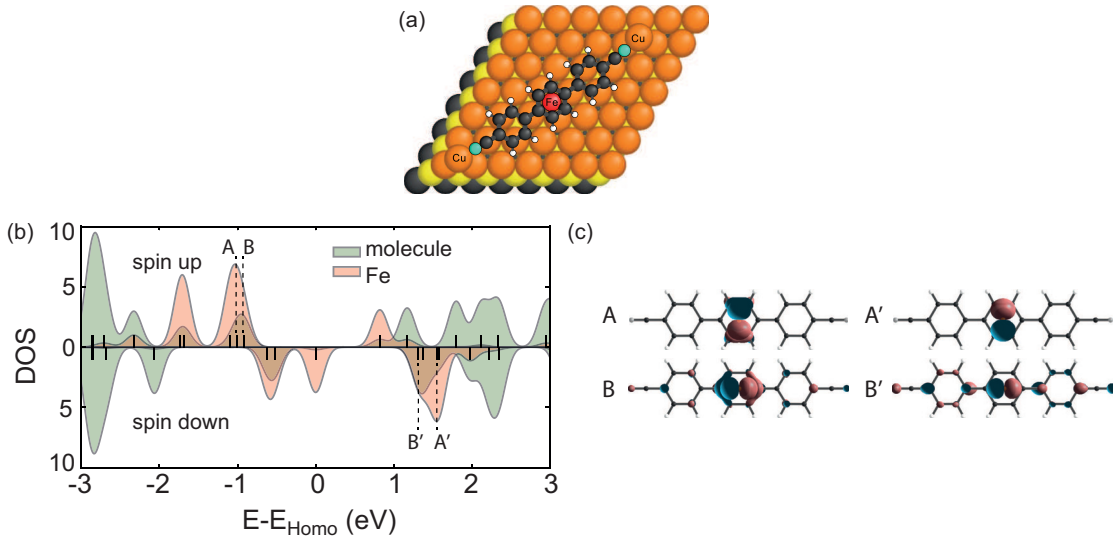 (a)
Cu
Fe
Cu
(b)
10
5
0
5
10
DOS
spin up
A B
molecule
Fe
spin down
B′ A′
-3 -2 -1 0 1 2 3
E-E_Homo (eV)
(c)
A A′
B B′